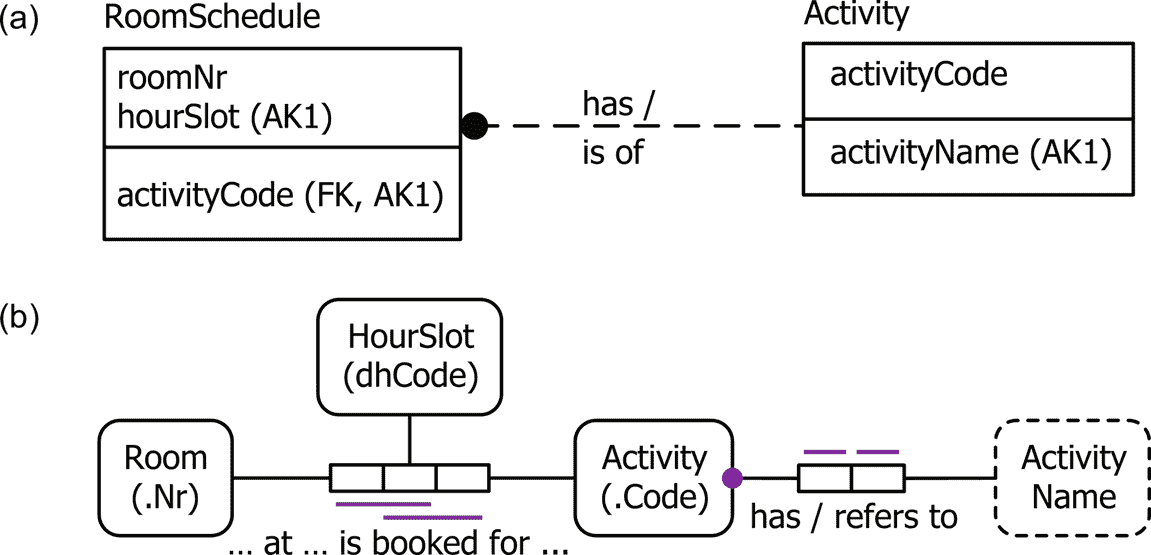 (a)
RoomSchedule
roomNr
hourSlot (AK1)
activityCode (FK, AK1)
has /
is of
Activity
activityCode
activityName (AK1)
(b)
HourSlot
(dhCode)
Room
(.Nr)
... at ... is booked for ...
Activity
(.Code)
has / refers to
Activity
Name